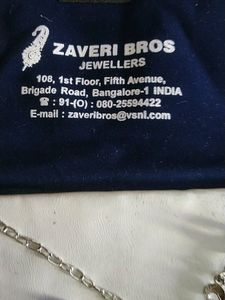 ZAVERI BROS
JEWELLERS
108, 1st Floor, Fifth Avenue,
Brigade Road, Bangalore-1 INDIA
☎ : 91-(O) : 080-25594422
E-mail : zaveribros@vsnl.com